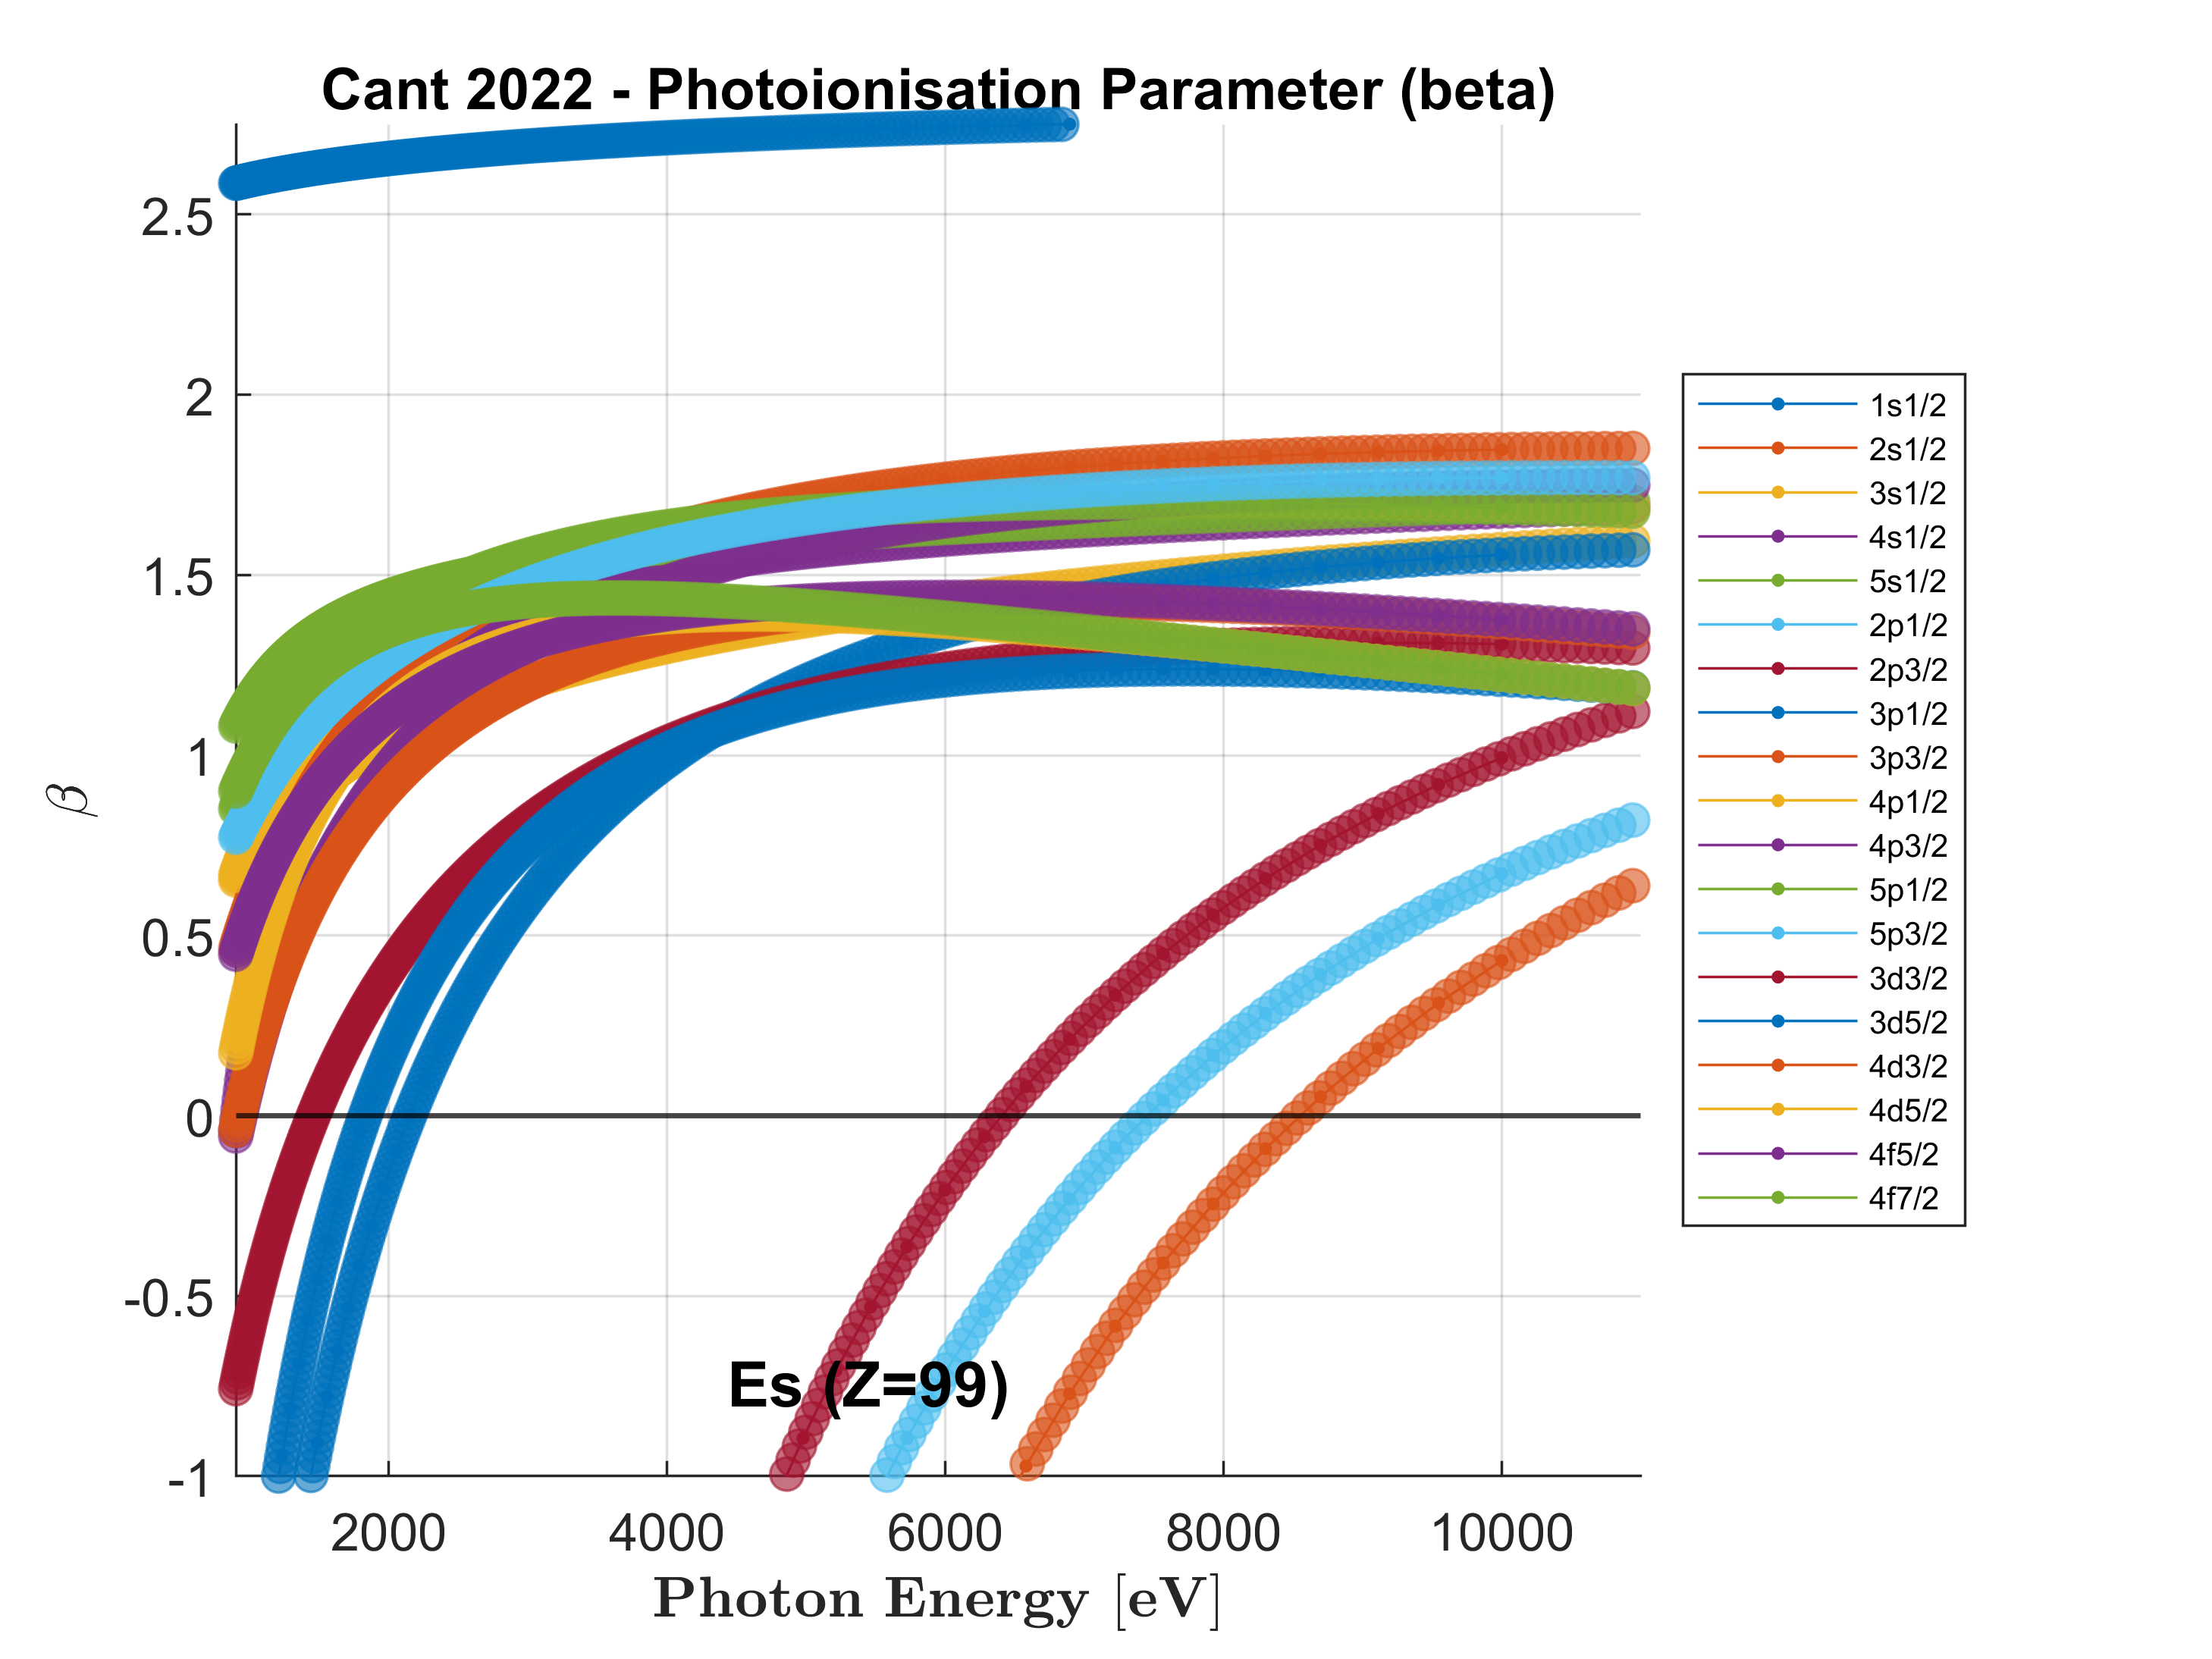 Cant 2022 - Photoionisation Parameter (beta)
2.5
2
1.5
1
0.5
0
-0.5
-1
β
Es (Z=99)
2000 4000 6000 8000 10000
Photon Energy [eV]
1s1/2
2s1/2
3s1/2
4s1/2
5s1/2
2p1/2
2p3/2
3p1/2
3p3/2
4p1/2
4p3/2
5p1/2
5p3/2
3d3/2
3d5/2
4d3/2
4d5/2
4f5/2
4f7/2